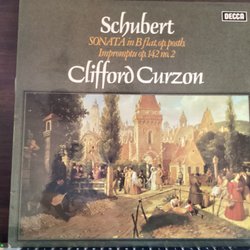 DECCA
Schubert
SONATA in B flat, op. posth.
Impromptu op. 142 no. 2
Clifford Curzon